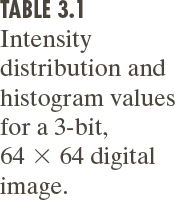 TABLE 3.1
Intensity
distribution and
histogram values
for a 3-bit,
64 × 64 digital
image.